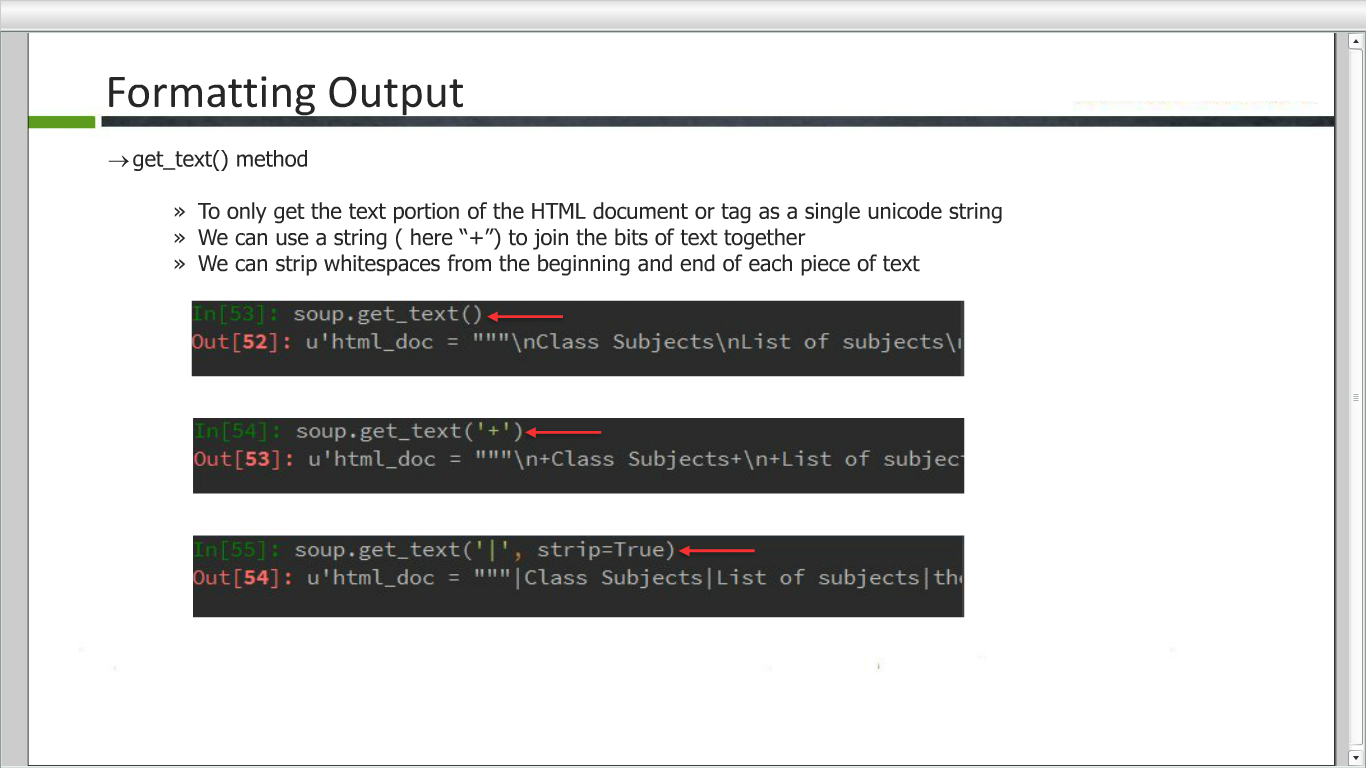 Formatting Output
→get_text() method
» To only get the text portion of the HTML document or tag as a single unicode string
» We can use a string ( here “+”) to join the bits of text together
» We can strip whitespaces from the beginning and end of each piece of text
In[53]: soup.get_text()
Out[52]: u'html_doc = """\nClass Subjects\nList of subjects\
In[54]: soup.get_text('+')
Out[53]: u'html_doc = """\n+Class Subjects+\n+List of subjec
In[55]: soup.get_text('|', strip=True)
Out[54]: u'html_doc = """|Class Subjects|List of subjects|th